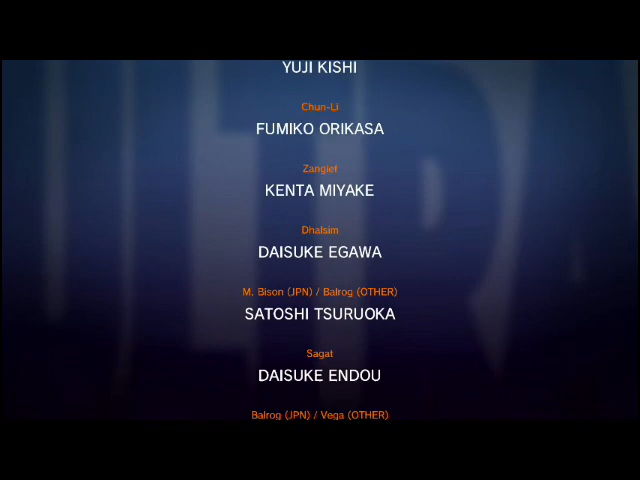 YUJI KISHI
Chun-Li
FUMIKO ORIKASA
Zangief
KENTA MIYAKE
Dhalsim
DAISUKE EGAWA
M. Bison (JPN) / Balrog (OTHER)
SATOSHI TSURUOKA
Sagat
DAISUKE ENDOU
Balrog (JPN) / Vega (OTHER)